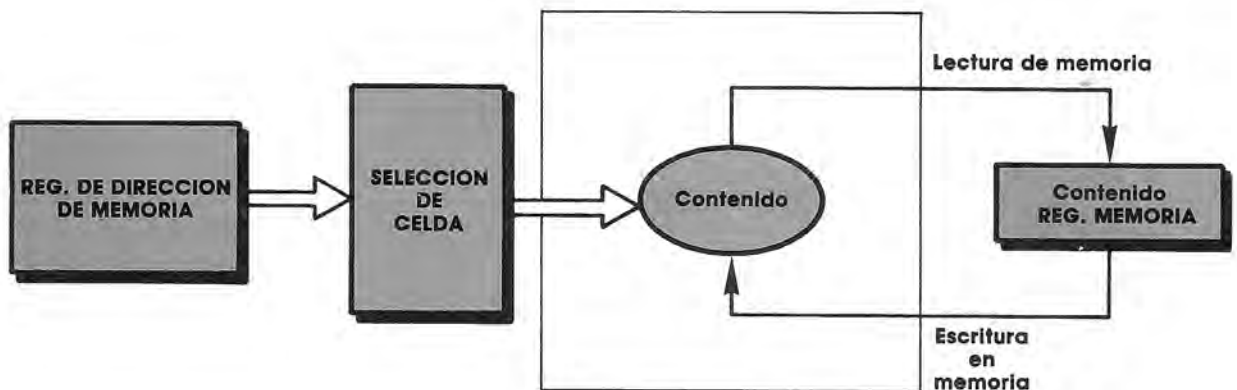 Lectura de memoria
REG. DE DIRECCION
DE MEMORIA
SELECCION
DE
CELDA
Contenido
Contenido
REG. MEMORIA
Escritura
en
memoria